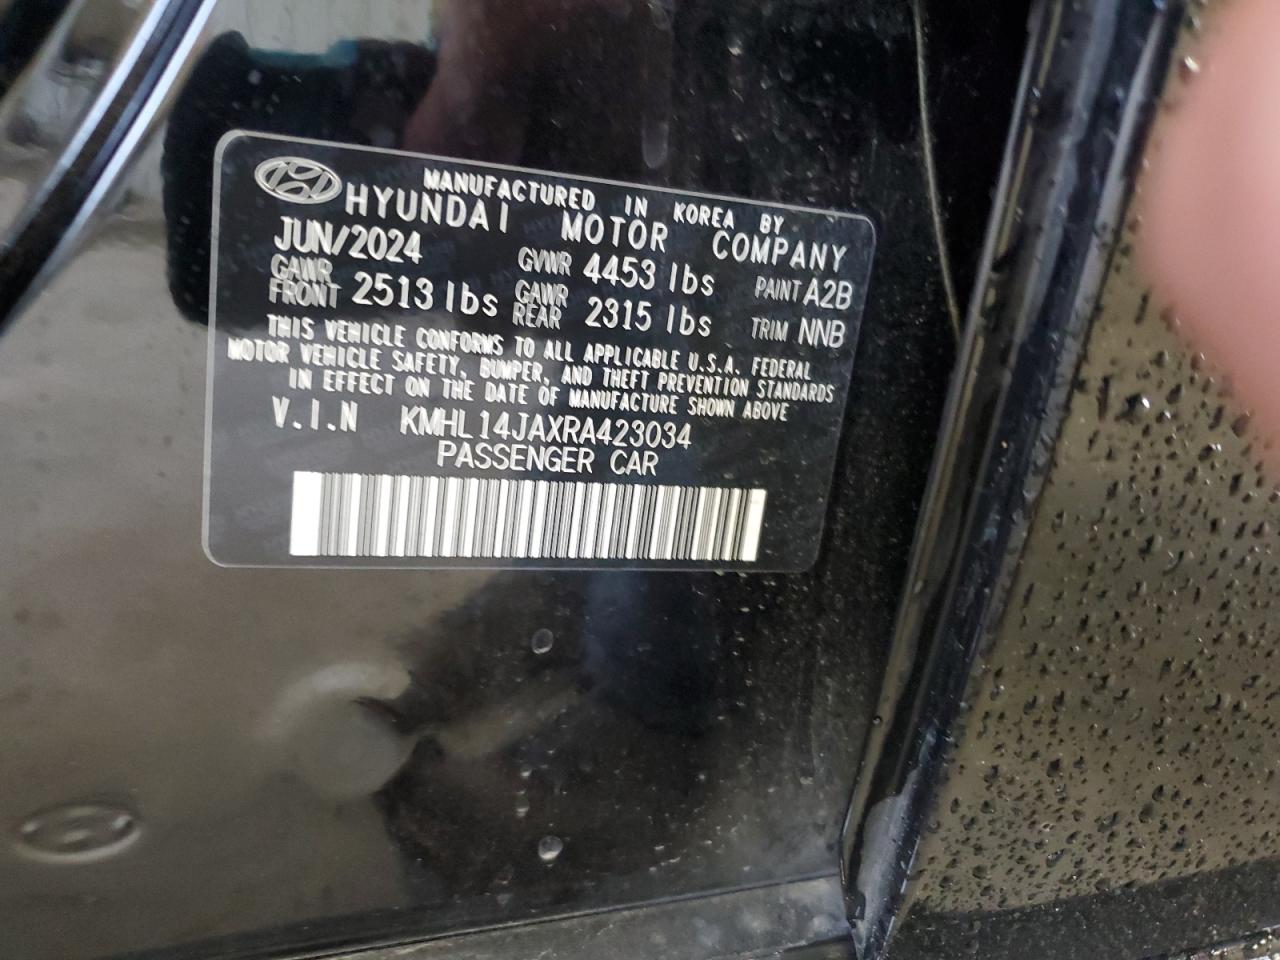 MANUFACTURED IN KOREA BY
HYUNDAI MOTOR COMPANY
JUN/2024 GVWR 4453 lbs PAINT A2B
GAWR FRONT 2513 lbs GAWR REAR 2315 lbs TRIM NNB
THIS VEHICLE CONFORMS TO ALL APPLICABLE U.S.A. FEDERAL
MOTOR VEHICLE SAFETY, BUMPER, AND THEFT PREVENTION STANDARDS
IN EFFECT ON THE DATE OF MANUFACTURE SHOWN ABOVE
V.I.N KMHL14JAXRA423034
PASSENGER CAR